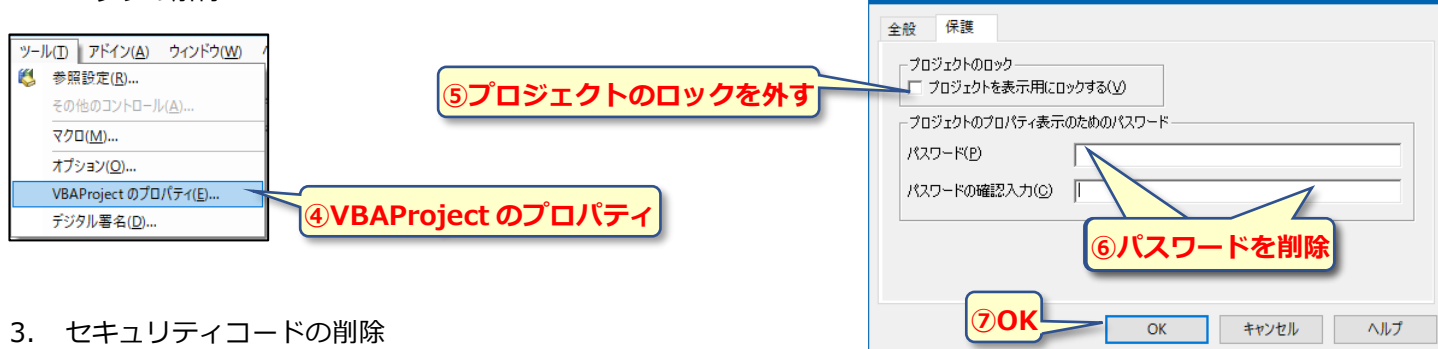 ツール(T) アドイン(A) ウィンドウ(W)
参照設定(R)...
その他のコントロール(A)...
マクロ(M)...
オプション(O)...
VBAProject のプロパティ(E)...
デジタル署名(D)...
④VBAProject のプロパティ
全般 保護
プロジェクトのロック
プロジェクトを表示用にロックする(V)
⑤プロジェクトのロックを外す
プロジェクトのプロパティ表示のためのパスワード
パスワード(P)
パスワードの確認入力(C)
⑥パスワードを削除
⑦OK
OK キャンセル ヘルプ
3. セキュリティコードの削除